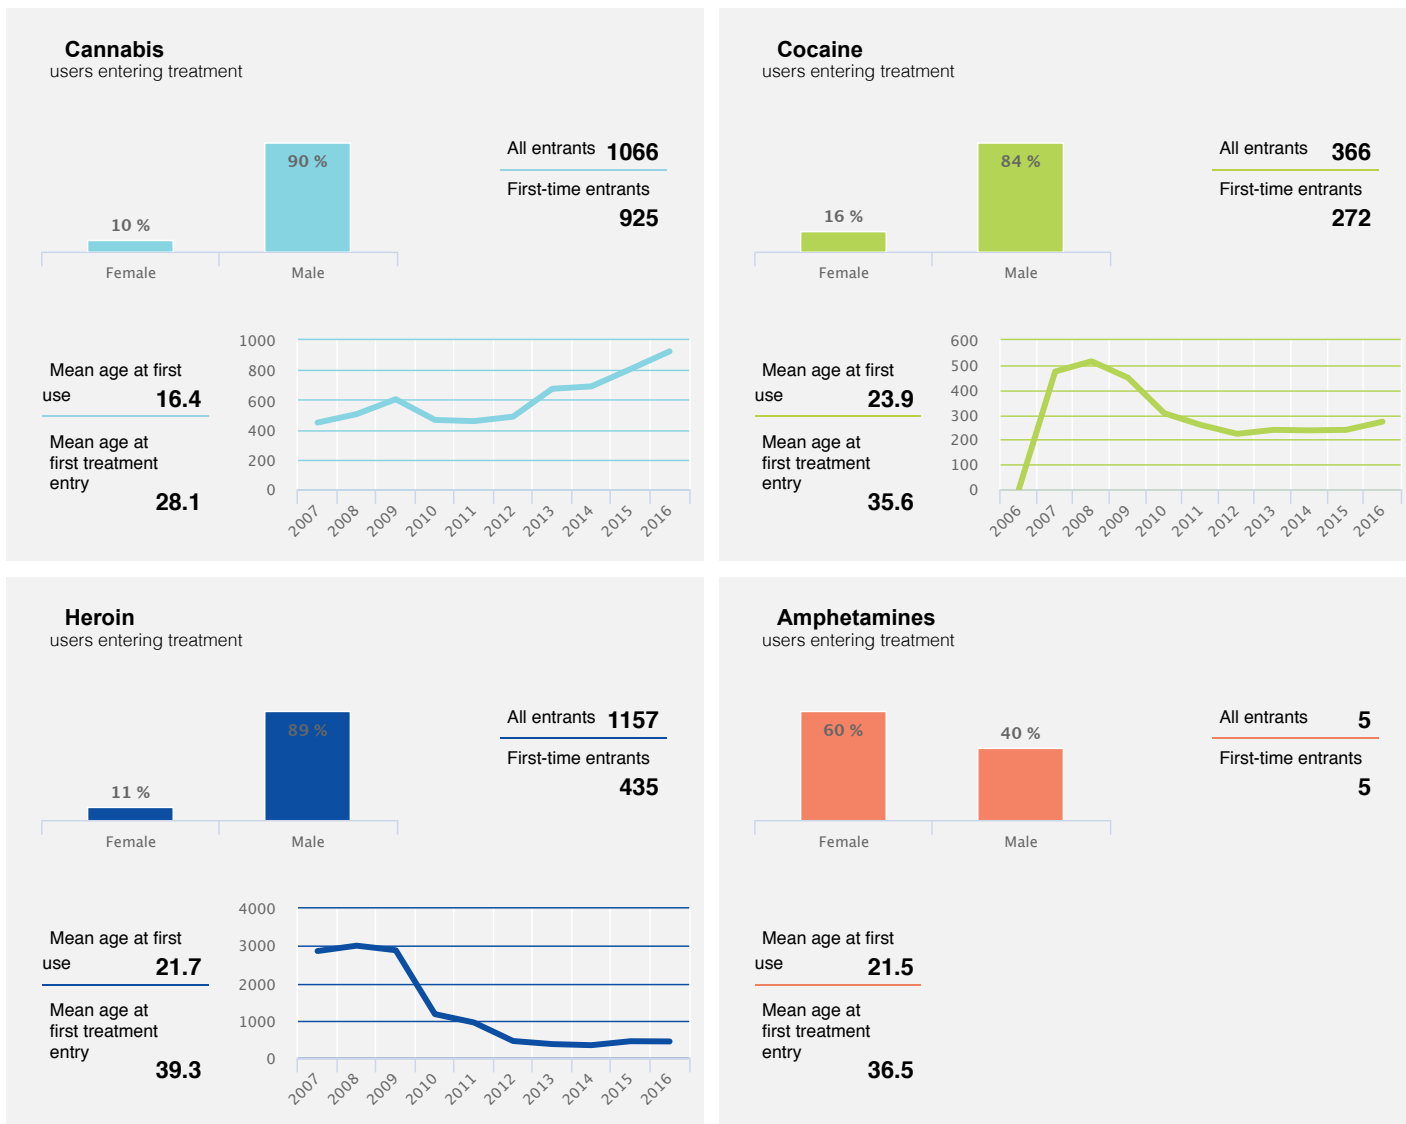 Cannabis
users entering treatment
90 %
10 %
Female Male
All entrants 1066
First-time entrants
925
Mean age at first
use 16.4
Mean age at
first treatment
entry
28.1
1000
800
600
400
200
0
2007 2008 2009 2010 2011 2012 2013 2014 2015 2016
Cocaine
users entering treatment
84 %
16 %
Female Male
All entrants 366
First-time entrants
272
Mean age at first
use 23.9
Mean age at
first treatment
entry
35.6
600
500
400
300
200
100
0
2006 2007 2008 2009 2010 2011 2012 2013 2014 2015 2016
Heroin
users entering treatment
89 %
11 %
Female Male
All entrants 1157
First-time entrants
435
Mean age at first
use 21.7
Mean age at
first treatment
entry
39.3
4000
3000
2000
1000
0
2007 2008 2009 2010 2011 2012 2013 2014 2015 2016
Amphetamines
users entering treatment
60 %
40 %
Female Male
All entrants 5
First-time entrants
5
Mean age at first
use 21.5
Mean age at
first treatment
entry
36.5